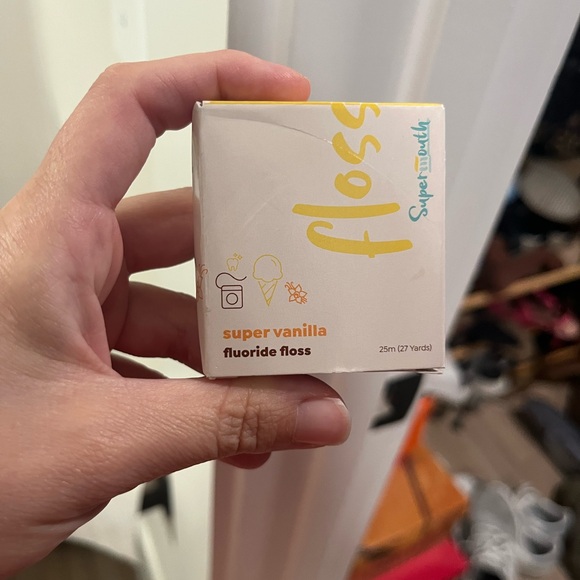 floss
Supermouth
super vanilla
fluoride floss
25m (27 Yards)